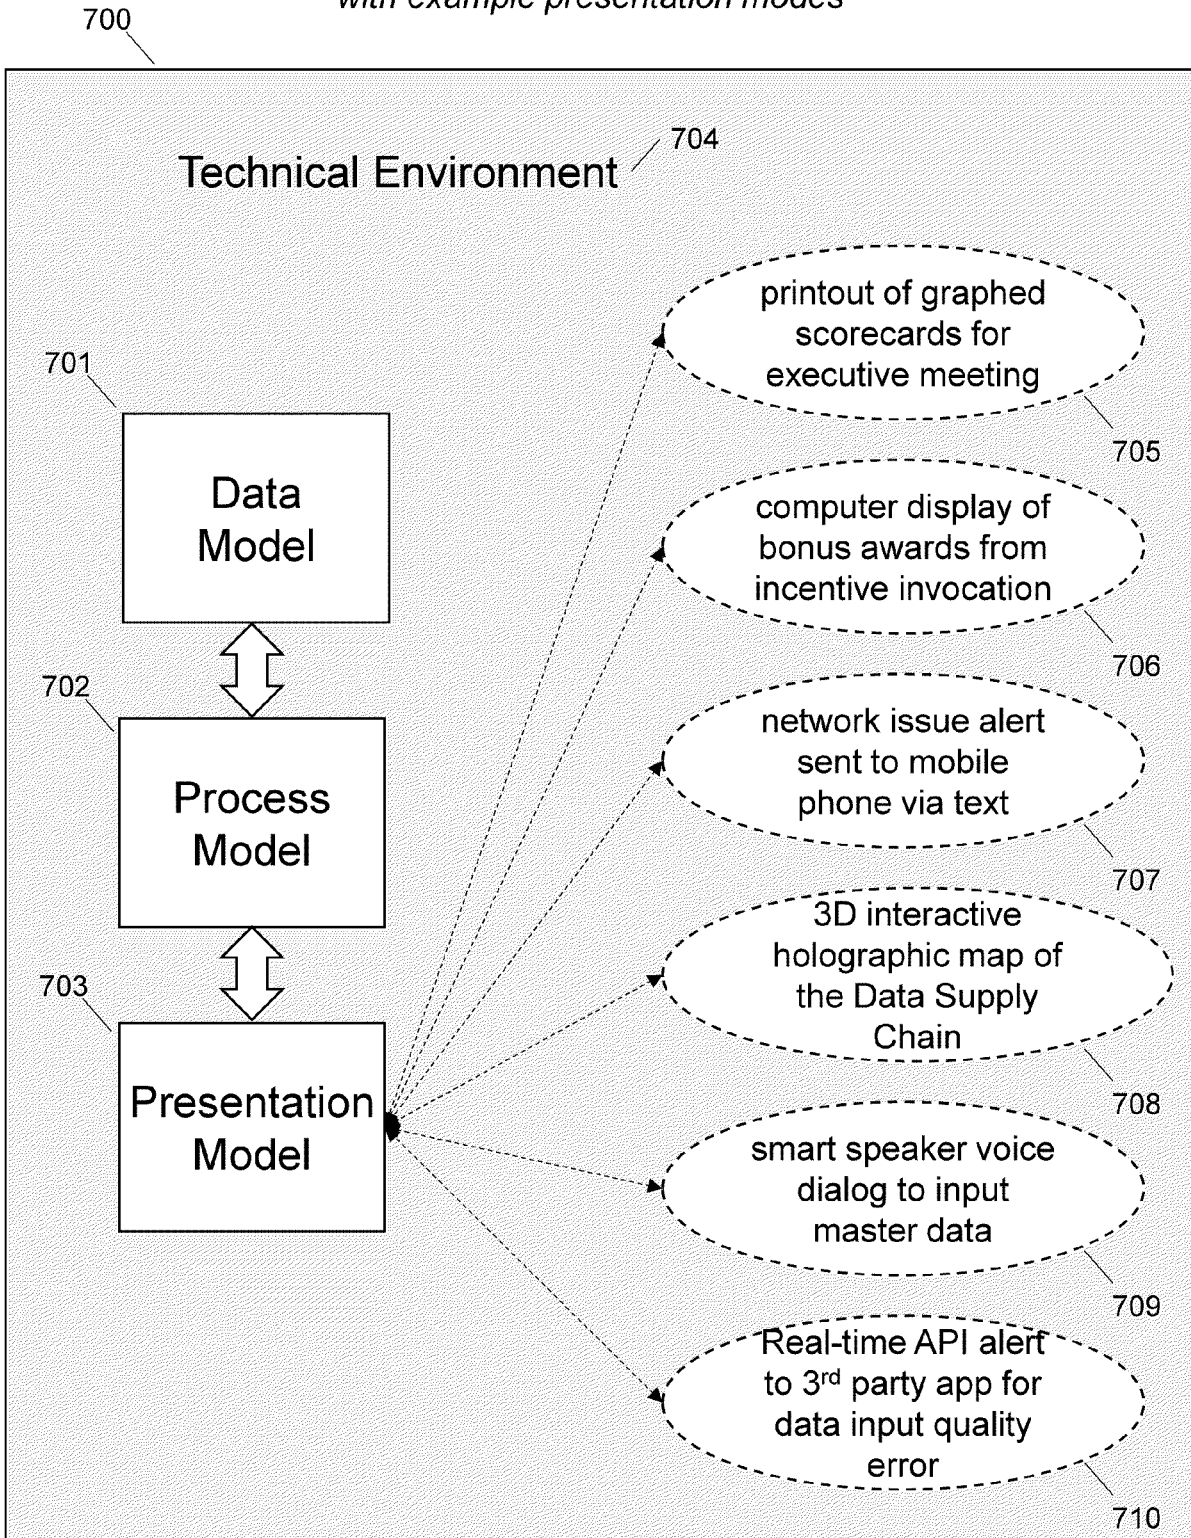 with example presentation modes
700
Technical Environment
704
printout of graphed
scorecards for
executive meeting
705
701
Data
Model
computer display of
bonus awards from
incentive invocation
706
702
Process
Model
network issue alert
sent to mobile
phone via text
707
703
Presentation
Model
3D interactive
holographic map of
the Data Supply
Chain
708
smart speaker voice
dialog to input
master data
709
Real-time API alert
to 3rd party app for
data input quality
error
710